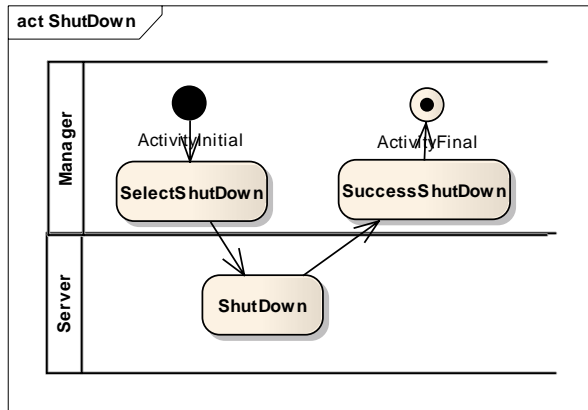 act ShutDown
Manager
ActivityInitial
ActivityFinal
SelectShutDown
SuccessShutDown
Server
ShutDown